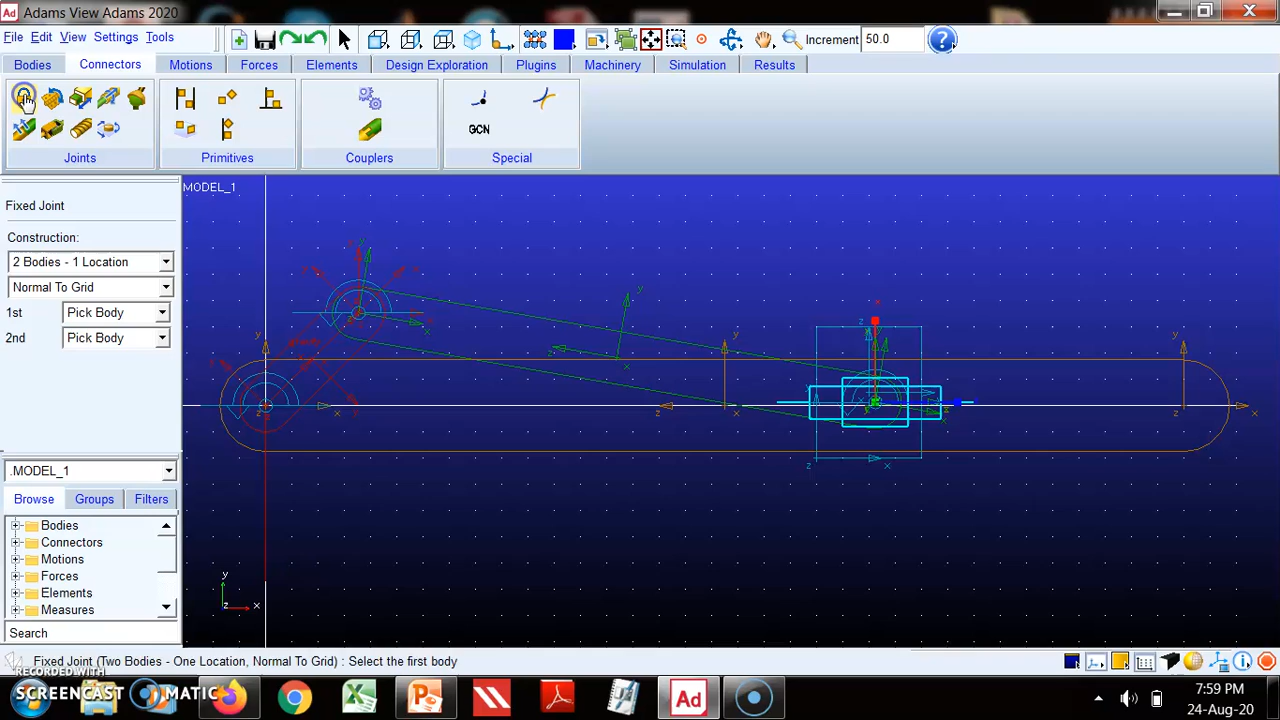 Ad Adams View Adams 2020
File Edit View Settings Tools
Increment 50.0 ?
Bodies Connectors Motions Forces Elements Design Exploration Plugins Machinery Simulation Results
GCN
Joints Primitives Couplers Special
Fixed Joint
Construction:
2 Bodies - 1 Location
Normal To Grid
1st Pick Body
2nd Pick Body
.MODEL_1
Browse Groups Filters
Bodies
Connectors
Motions
Forces
Elements
Measures
Search
MODEL_1
y
x
z
Fixed Joint (Two Bodies - One Location, Normal To Grid) : Select the first body
RECORDED WITH
SCREENCAST MATIC
Ad
7:59 PM
24-Aug-20